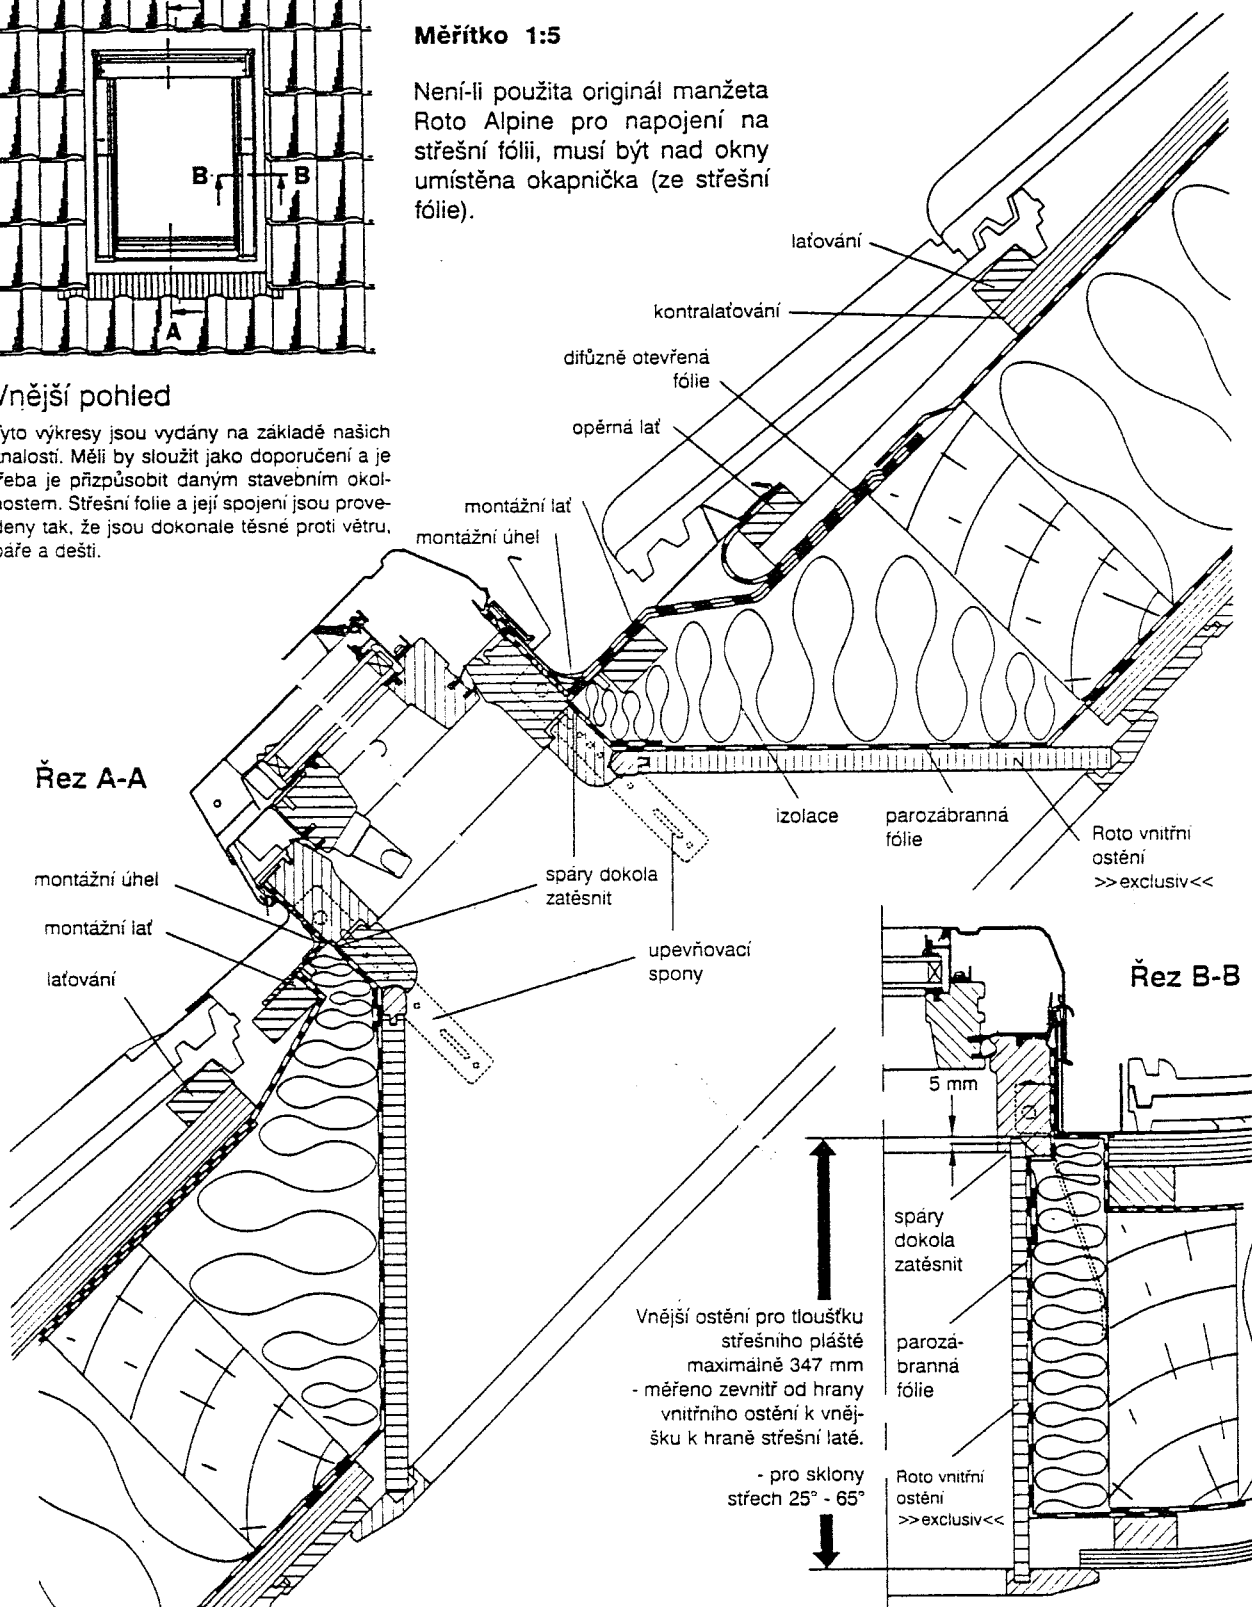 Měřítko 1:5
Není-li použita originál manžeta
Roto Alpine pro napojení na
střešní fólii, musí být nad okny
umístěna okapnička (ze střešní
fólie).
B
B
A
Vnější pohled
výkresy jsou vydány na základě našich
Měli by sloužit jako doporučení a je
je přizpůsobit daným stavebním okol-
Střešní folie a její spojení jsou prove-
tak, že jsou dokonale těsné proti větru,
a dešti.
laťování
kontralaťování
difůzně otevřená
fólie
opěrná lať
montážní lať
montážní úhel
Řez A-A
izolace
parozábranná
fólie
Roto vnitřní
ostění
>>exclusiv<<
montážní úhel
montážní lať
laťování
spáry dokola
zatěsnit
upevňovací
spony
Řez B-B
5 mm
spáry
dokola
zatěsnit
Vnější ostění pro tloušťku
střešního pláště
maximálně 347 mm
- měřeno zevnitř od hrany
vnitřního ostění k vněj-
šku k hraně střešní latě.
- pro sklony
střech 25° - 65°
parozá-
branná
fólie
Roto vnitřní
ostění
>>exclusiv<<